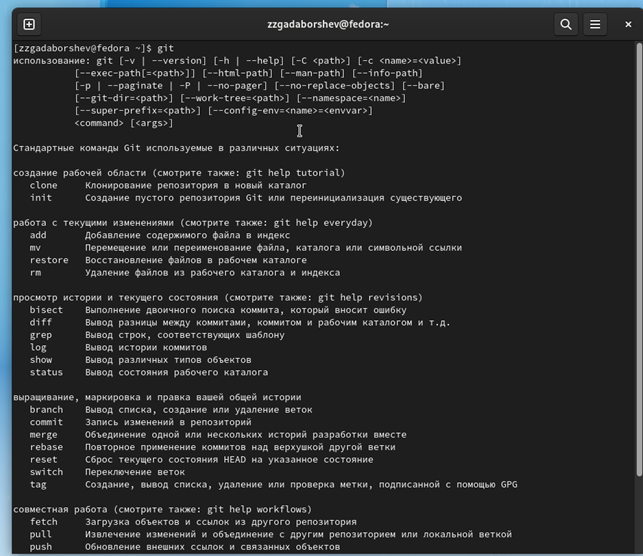 zzgadaborshev@fedora:~
[zzgadaborshev@fedora ~]$ git
использование: git [-v | --version] [-h | --help] [-C <path>] [-c <name>=<value>]
[--exec-path[=<path>]] [--html-path] [--man-path] [--info-path]
[-p | --paginate | -P | --no-pager] [--no-replace-objects] [--bare]
[--git-dir=<path>] [--work-tree=<path>] [--namespace=<name>]
[--super-prefix=<path>] [--config-env=<name>=<envvar>]
<command> [<args>]
Стандартные команды Git используемые в различных ситуациях:
создание рабочей области (смотрите также: git help tutorial)
clone Клонирование репозитория в новый каталог
init Создание пустого репозитория Git или переинициализация существующего
работа с текущими изменениями (смотрите также: git help everyday)
add Добавление содержимого файла в индекс
mv Перемещение или переименование файла, каталога или символьной ссылки
restore Восстановление файлов в рабочем каталоге
rm Удаление файлов из рабочего каталога и индекса
просмотр истории и текущего состояния (смотрите также: git help revisions)
bisect Выполнение двоичного поиска коммита, который вносит ошибку
diff Вывод разницы между коммитами, коммитом и рабочим каталогом и т.д.
grep Вывод строк, соответствующих шаблону
log Вывод истории коммитов
show Вывод различных типов объектов
status Вывод состояния рабочего каталога
выращивание, маркировка и правка вашей общей истории
branch Вывод списка, создание или удаление веток
commit Запись изменений в репозиторий
merge Объединение одной или нескольких историй разработки вместе
rebase Повторное применение коммитов над верхушкой другой ветки
reset Сброс текущего состояния HEAD на указанное состояние
switch Переключение веток
tag Создание, вывод списка, удаление или проверка метки, подписанной с помощью GPG
совместная работа (смотрите также: git help workflows)
fetch Загрузка объектов и ссылок из другого репозитория
pull Извлечение изменений и объединение с другим репозиторием или локальной веткой
push Обновление внешних ссылок и связанных объектов